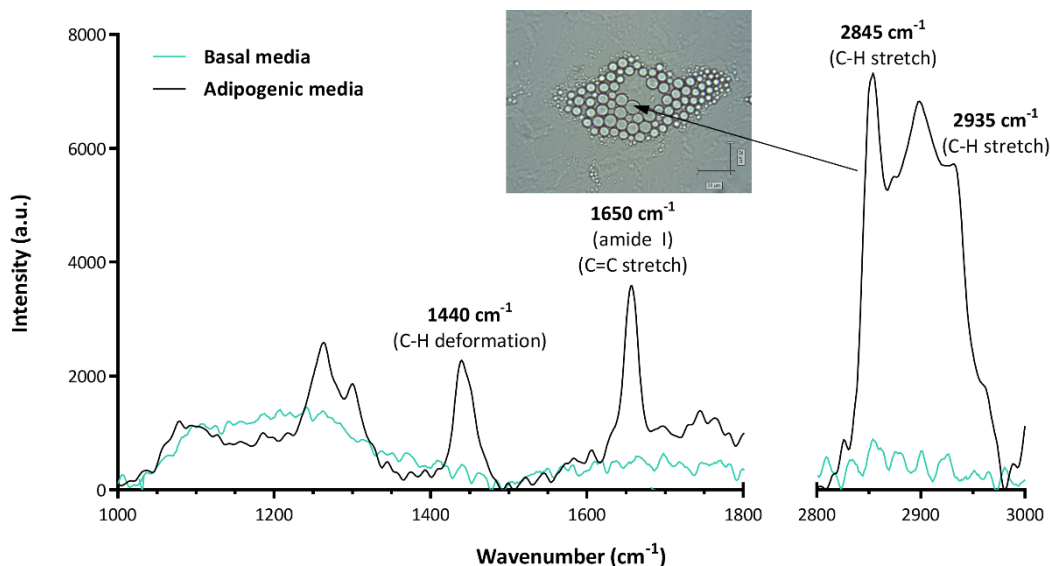 8000
6000
4000
2000
0
Intensity (a.u.)
Basal media
Adipogenic media
2845 cm⁻¹
(C-H stretch)
2935 cm⁻¹
(C-H stretch)
1650 cm⁻¹
(amide I)
(C=C stretch)
1440 cm⁻¹
(C-H deformation)
1000
1200
1400
1600
1800
2800
2900
3000
Wavenumber (cm⁻¹)